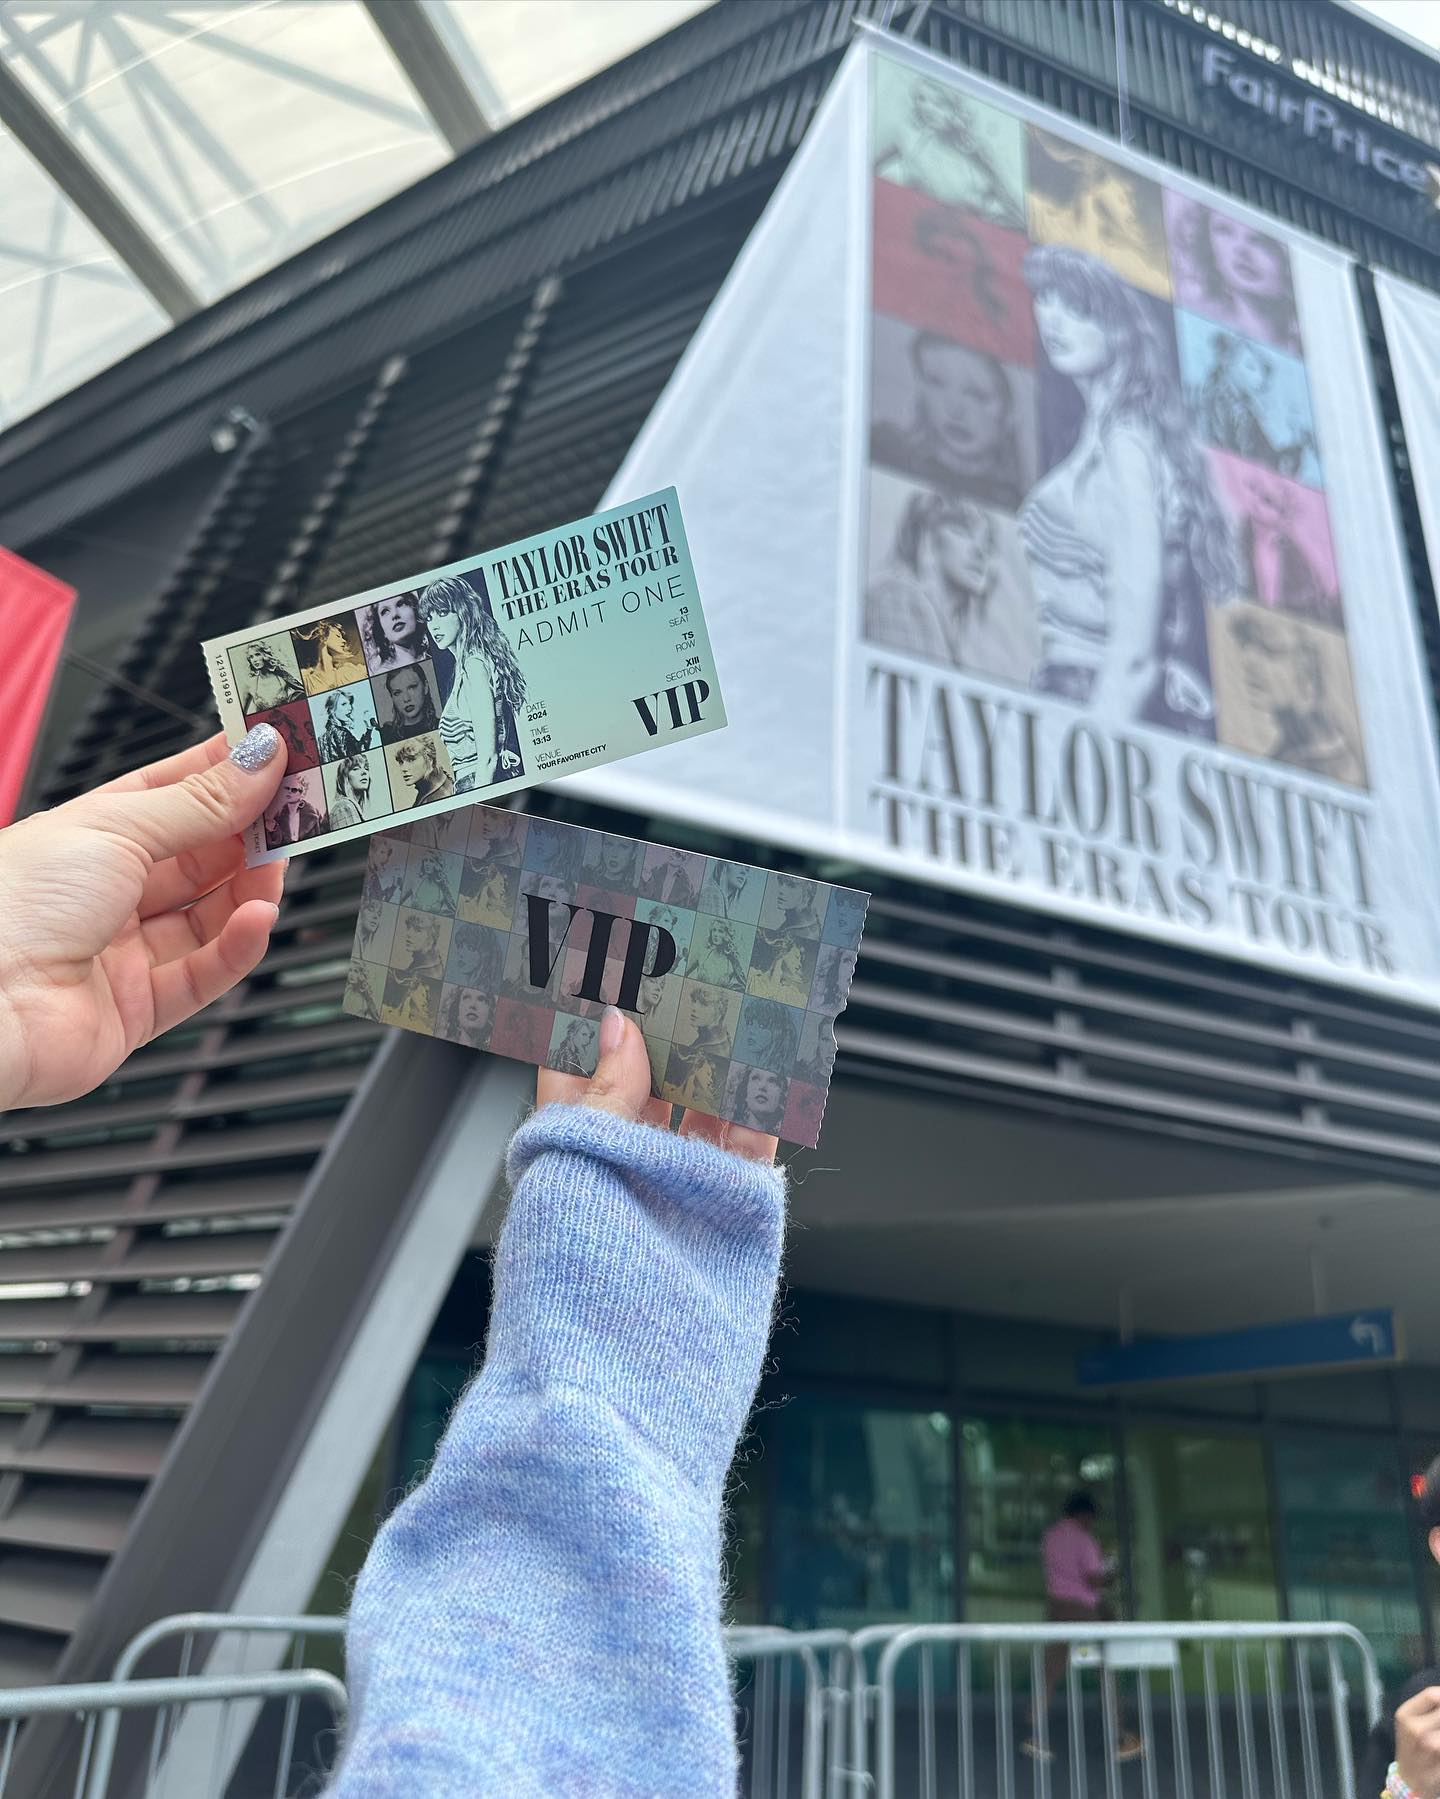 FairPrice
TAYLOR SWIFT
THE ERAS TOUR
TAYLOR SWIFT
THE ERAS TOUR
ADMIT ONE
12131989
13
SEAT
TS
ROW
XIII
SECTION
VIP
DATE
2024
TIME
13:13
VENUE
YOUR FAVORITE CITY
TICKET
VIP